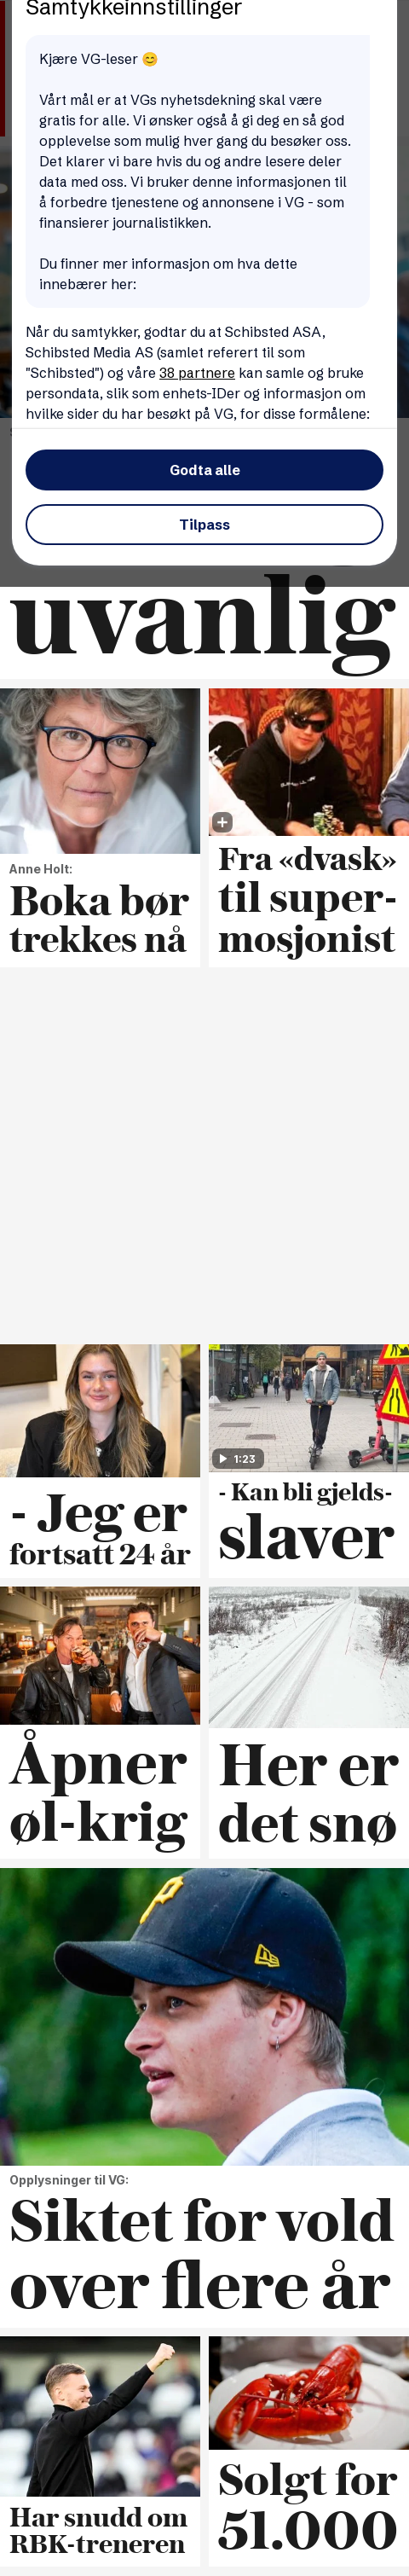 Samtykkeinnstillinger
Kjære VG-leser 😊
Vårt mål er at VGs nyhetsdekning skal være
gratis for alle. Vi ønsker også å gi deg en så god
opplevelse som mulig hver gang du besøker oss.
Det klarer vi bare hvis du og andre lesere deler
data med oss. Vi bruker denne informasjonen til
å forbedre tjenestene og annonsene i VG - som
finansierer journalistikken.
Du finner mer informasjon om hva dette
innebærer her:
Når du samtykker, godtar du at Schibsted ASA,
Schibsted Media AS (samlet referert til som
"Schibsted") og våre 38 partnere kan samle og bruke
persondata, slik som enhets-IDer og informasjon om
hvilke sider du har besøkt på VG, for disse formålene:
Godta alle
Tilpass
uvanlig
Anne Holt:
Boka bør
trekkes nå
Fra «dvask»
til super-
mosjonist
- Jeg er
fortsatt 24 år
1:23
- Kan bli gjelds-
slaver
Åpner
øl-krig
Her er
det snø
Opplysninger til VG:
Siktet for vold
over flere år
Har snudd om
RBK-treneren
Solgt for
51.000